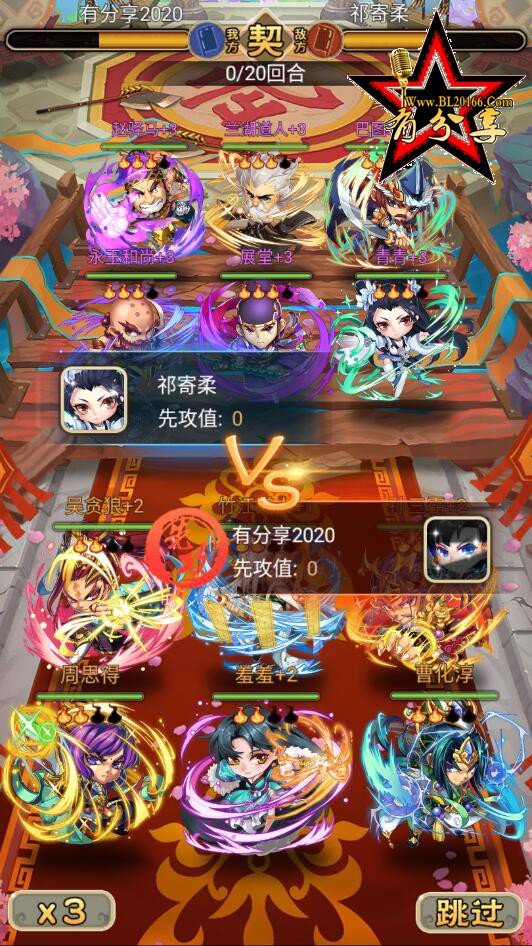 有分享2020
祁寄柔
我方
契
敌方
0/20回合
Www.BL20166.Com
有分享
赵驿马+3
兰湖道人+3
永王和尚+3
展堂+3
青青+3
祁寄柔
先攻值: 0
VS
吴贪狼+2
有分享2020
先攻值: 0
周思得
羞羞+2
曹化淳
x3
跳过